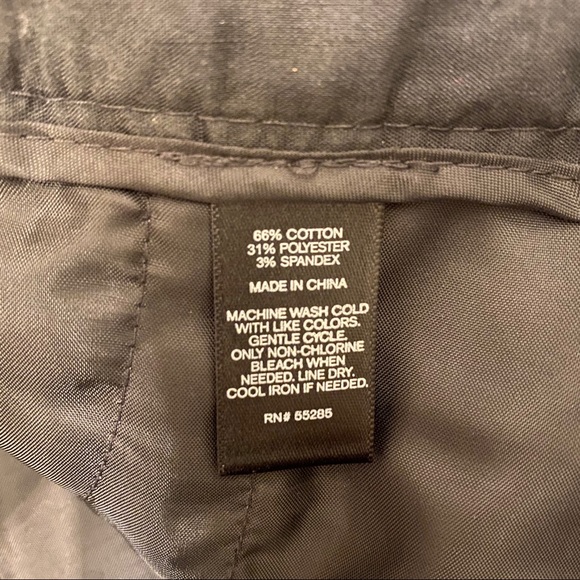 66% COTTON
31% POLYESTER
3% SPANDEX
MADE IN CHINA
MACHINE WASH COLD
WITH LIKE COLORS.
GENTLE CYCLE.
ONLY NON-CHLORINE
BLEACH WHEN
NEEDED. LINE DRY.
COOL IRON IF NEEDED.
RN# 55285